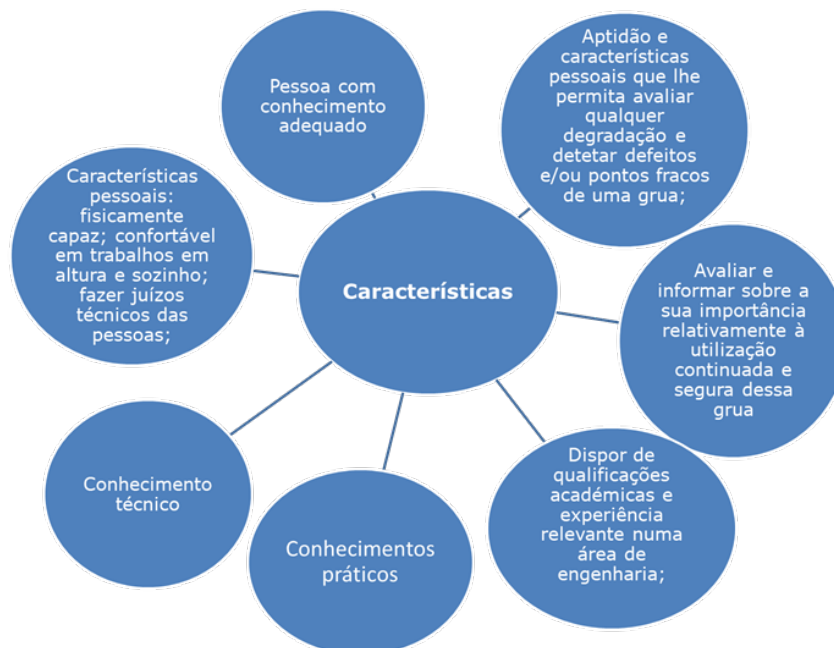 Características
Pessoa com
conhecimento
adequado
Aptidão e
características
pessoais que lhe
permita avaliar
qualquer
degradação e
detetar defeitos
e/ou pontos fracos
de uma grua;
Avaliar e
informar sobre a
sua importância
relativamente à
utilização
continuada e
segura dessa
grua
Dispor de
qualificações
académicas e
experiência
relevante numa
área de
engenharia;
Conhecimentos
práticos
Conhecimento
técnico
Características
pessoais:
fisicamente
capaz; confortável
em trabalhos em
altura e sozinho;
fazer juízos
técnicos das
pessoas;